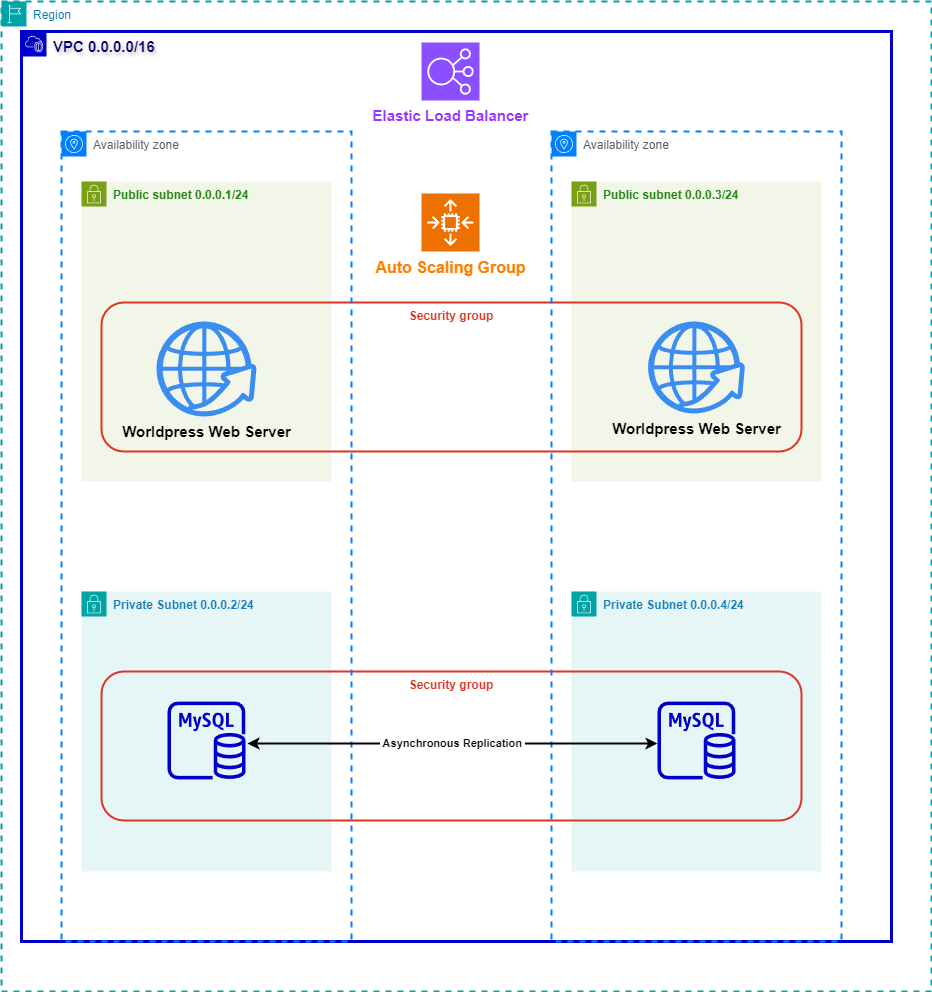 Region
VPC 0.0.0.0/16
Elastic Load Balancer
Availability zone
Availability zone
Public subnet 0.0.0.1/24
Public subnet 0.0.0.3/24
Auto Scaling Group
Security group
Worldpress Web Server
Worldpress Web Server
Private Subnet 0.0.0.2/24
Private Subnet 0.0.0.4/24
Security group
MySQL
MySQL
Asynchronous Replication